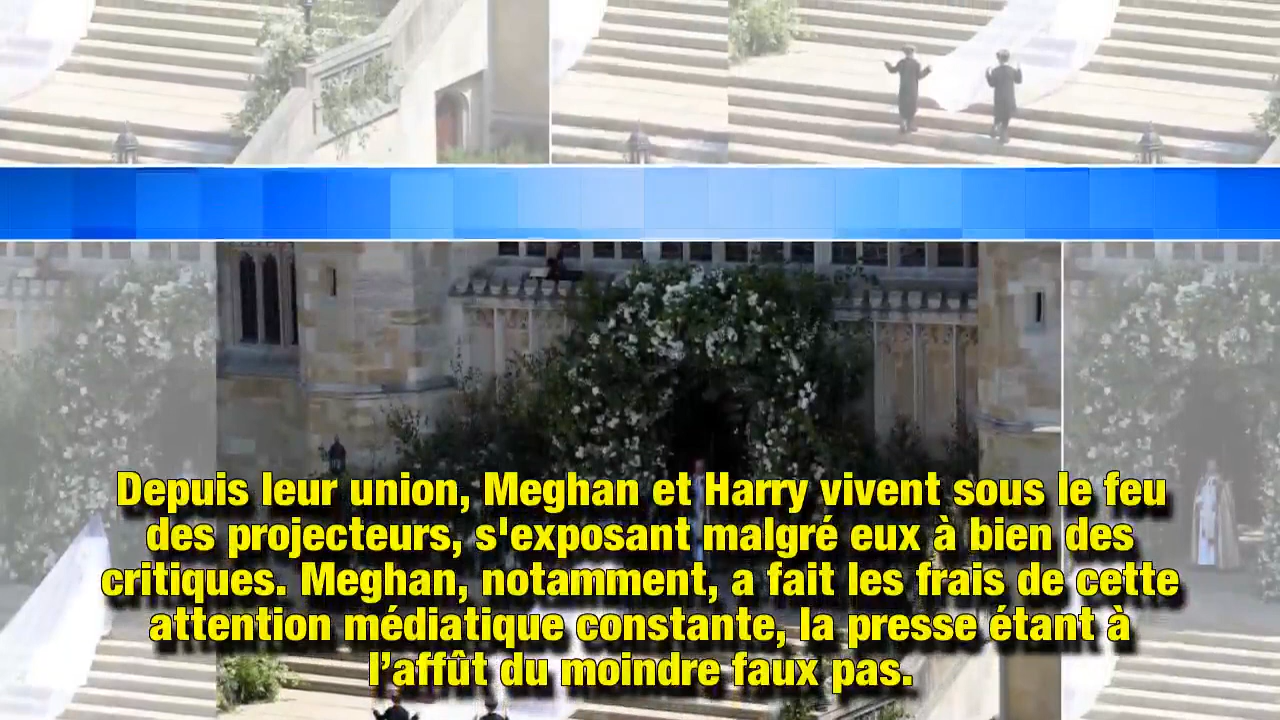 Depuis leur union, Meghan et Harry vivent sous le feu
des projecteurs, s'exposant malgré eux à bien des
critiques. Meghan, notamment, a fait les frais de cette
attention médiatique constante, la presse étant à
l’affût du moindre faux pas.